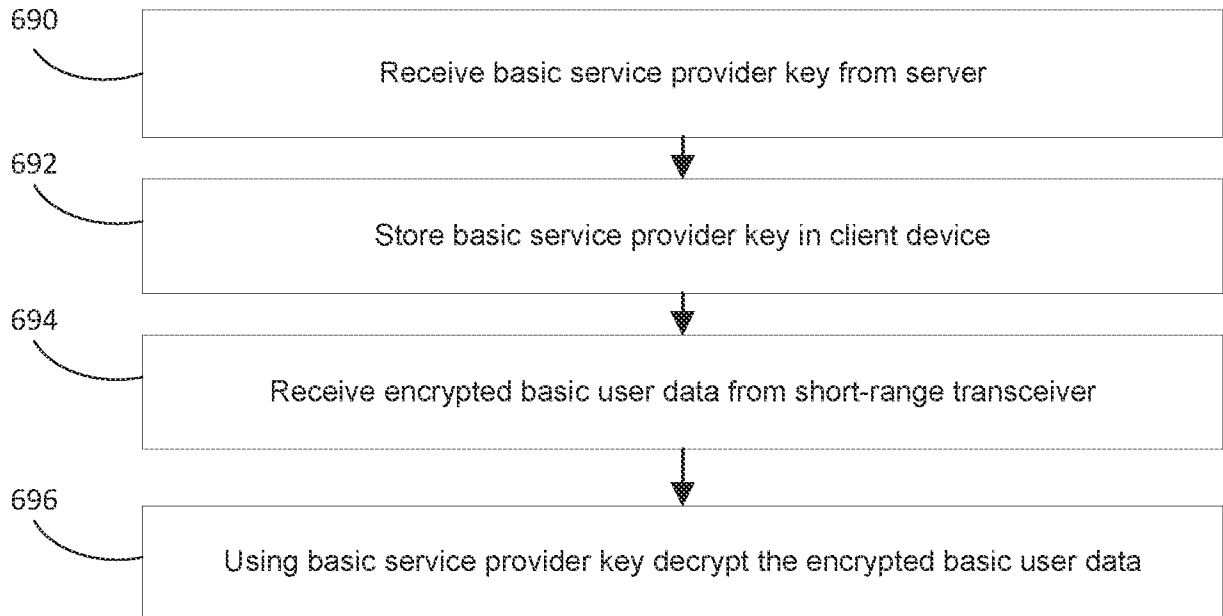 690
Receive basic service provider key from server
692
Store basic service provider key in client device
694
Receive encrypted basic user data from short-range transceiver
696
Using basic service provider key decrypt the encrypted basic user data